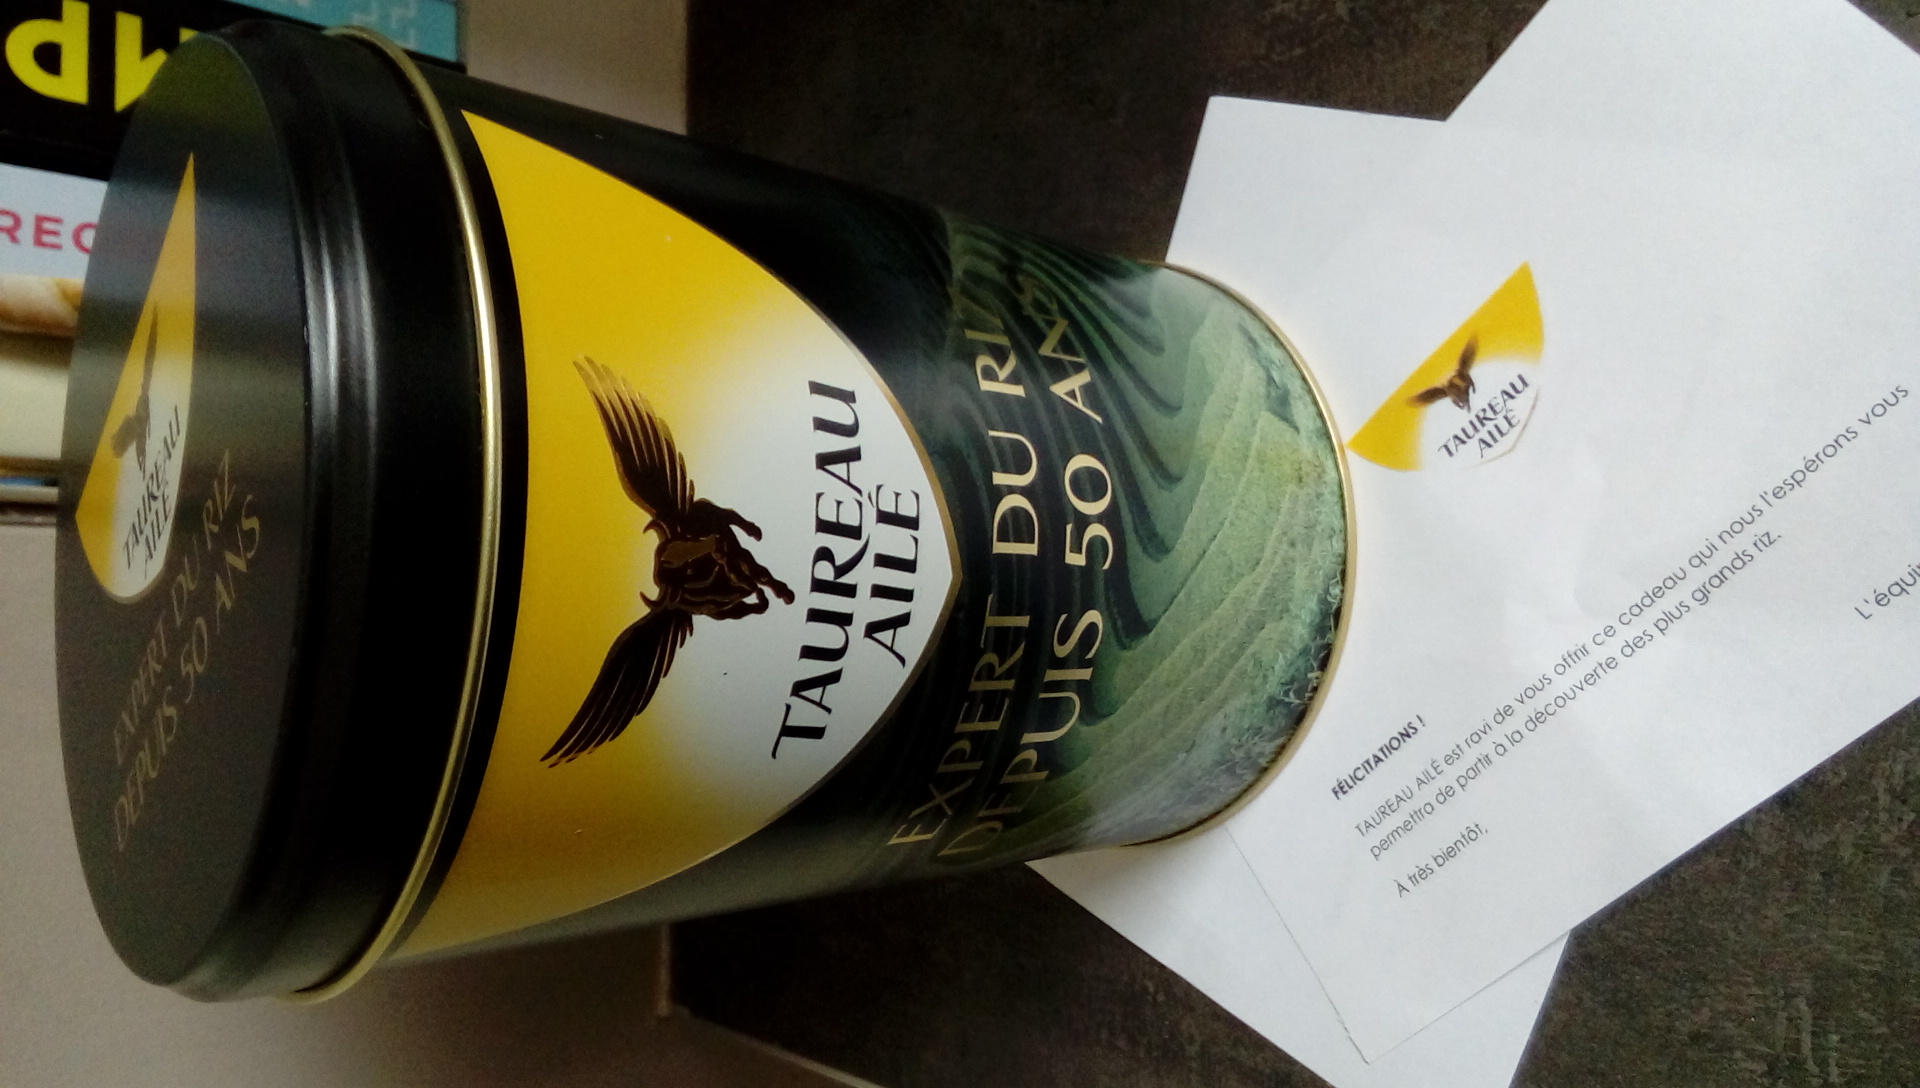 TAUREAU
AILÉ
EXPERT DU RIZ
DEPUIS 50 ANS
TAUREAU
AILÉ
EXPERT DU RIZ
DEPUIS 50 ANS
TAUREAU
AILÉ
FÉLICITATIONS !
TAUREAU AILÉ est ravi de vous offrir ce cadeau qui nous l'espérons vous
permettra de partir à la découverte des plus grands riz.
À très bientôt,